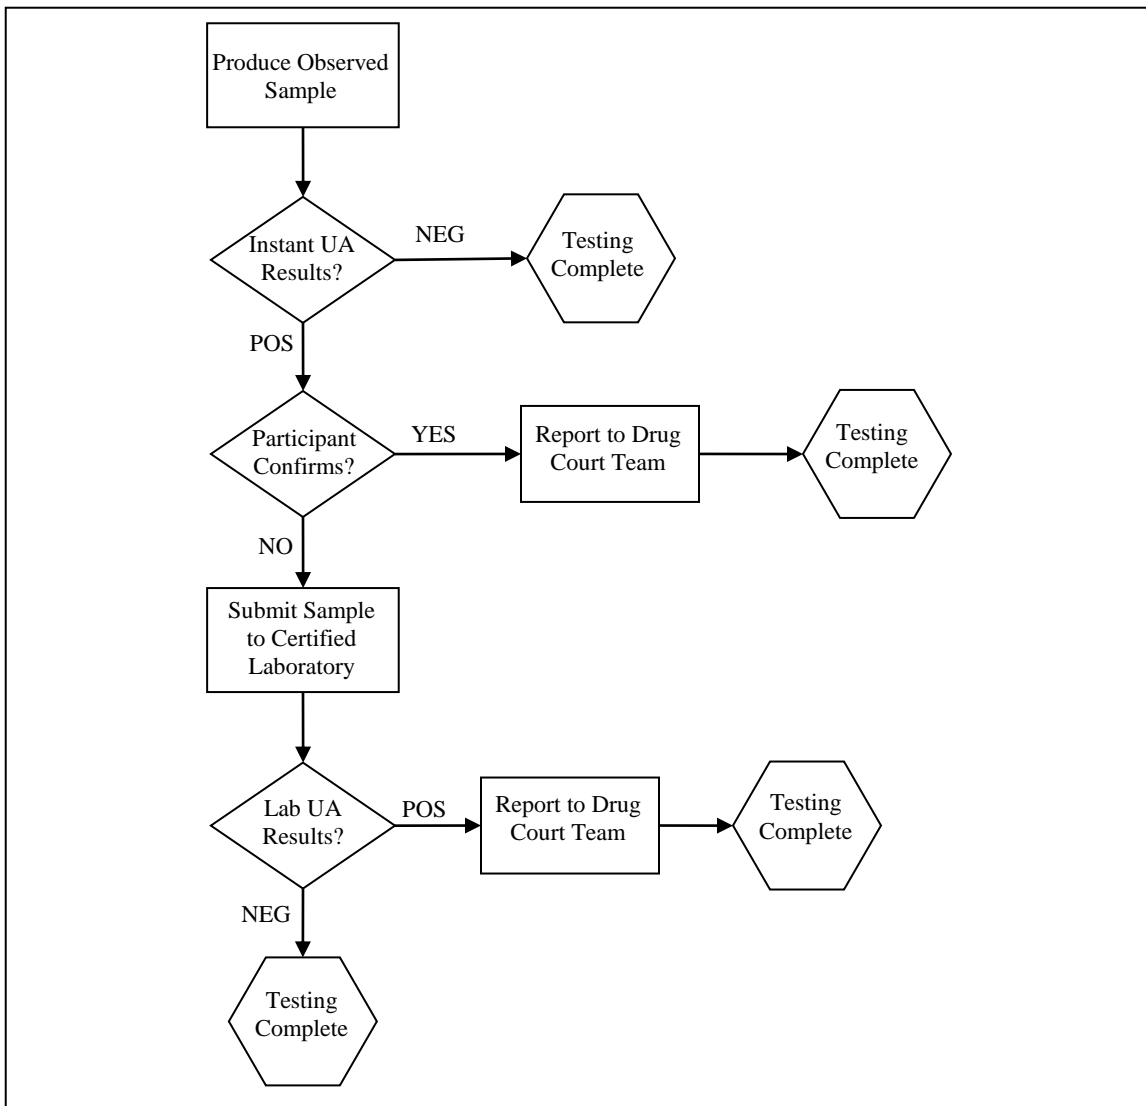 Produce Observed
Sample
Instant UA
Results?
NEG
Testing
Complete
POS
Participant
Confirms?
YES
Report to Drug
Court Team
Testing
Complete
NO
Submit Sample
to Certified
Laboratory
Lab UA
Results?
POS
Report to Drug
Court Team
Testing
Complete
NEG
Testing
Complete